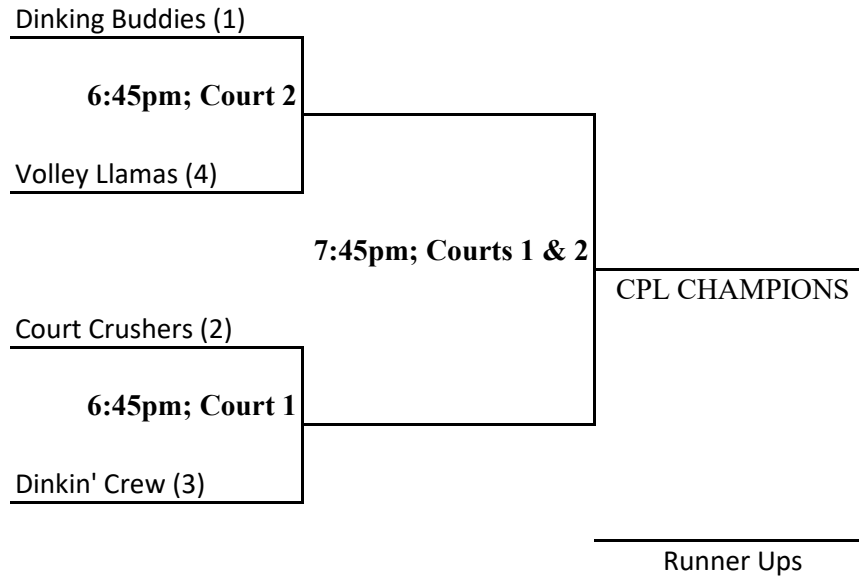 Dinking Buddies (1)
6:45pm; Court 2
Volley Llamas (4)
7:45pm; Courts 1 & 2
CPL CHAMPIONS
Court Crushers (2)
6:45pm; Court 1
Dinkin' Crew (3)
Runner Ups